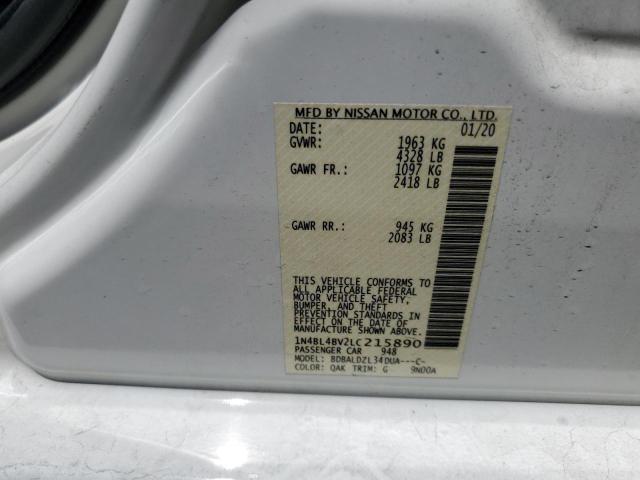 MFD BY NISSAN MOTOR CO., LTD.
DATE: 01/20
GVWR: 1963 KG
4328 LB
GAWR FR.: 1097 KG
2418 LB
GAWR RR.: 945 KG
2083 LB
THIS VEHICLE CONFORMS TO
ALL APPLICABLE FEDERAL
MOTOR VEHICLE SAFETY,
BUMPER, AND THEFT
PREVENTION STANDARDS IN
EFFECT ON THE DATE OF
MANUFACTURE SHOWN ABOVE.
1N4BL4BV2LC215890
PASSENGER CAR 948
MODEL: BDBALDZL34DUA---C-
COLOR: QAK TRIM: G 9N00A